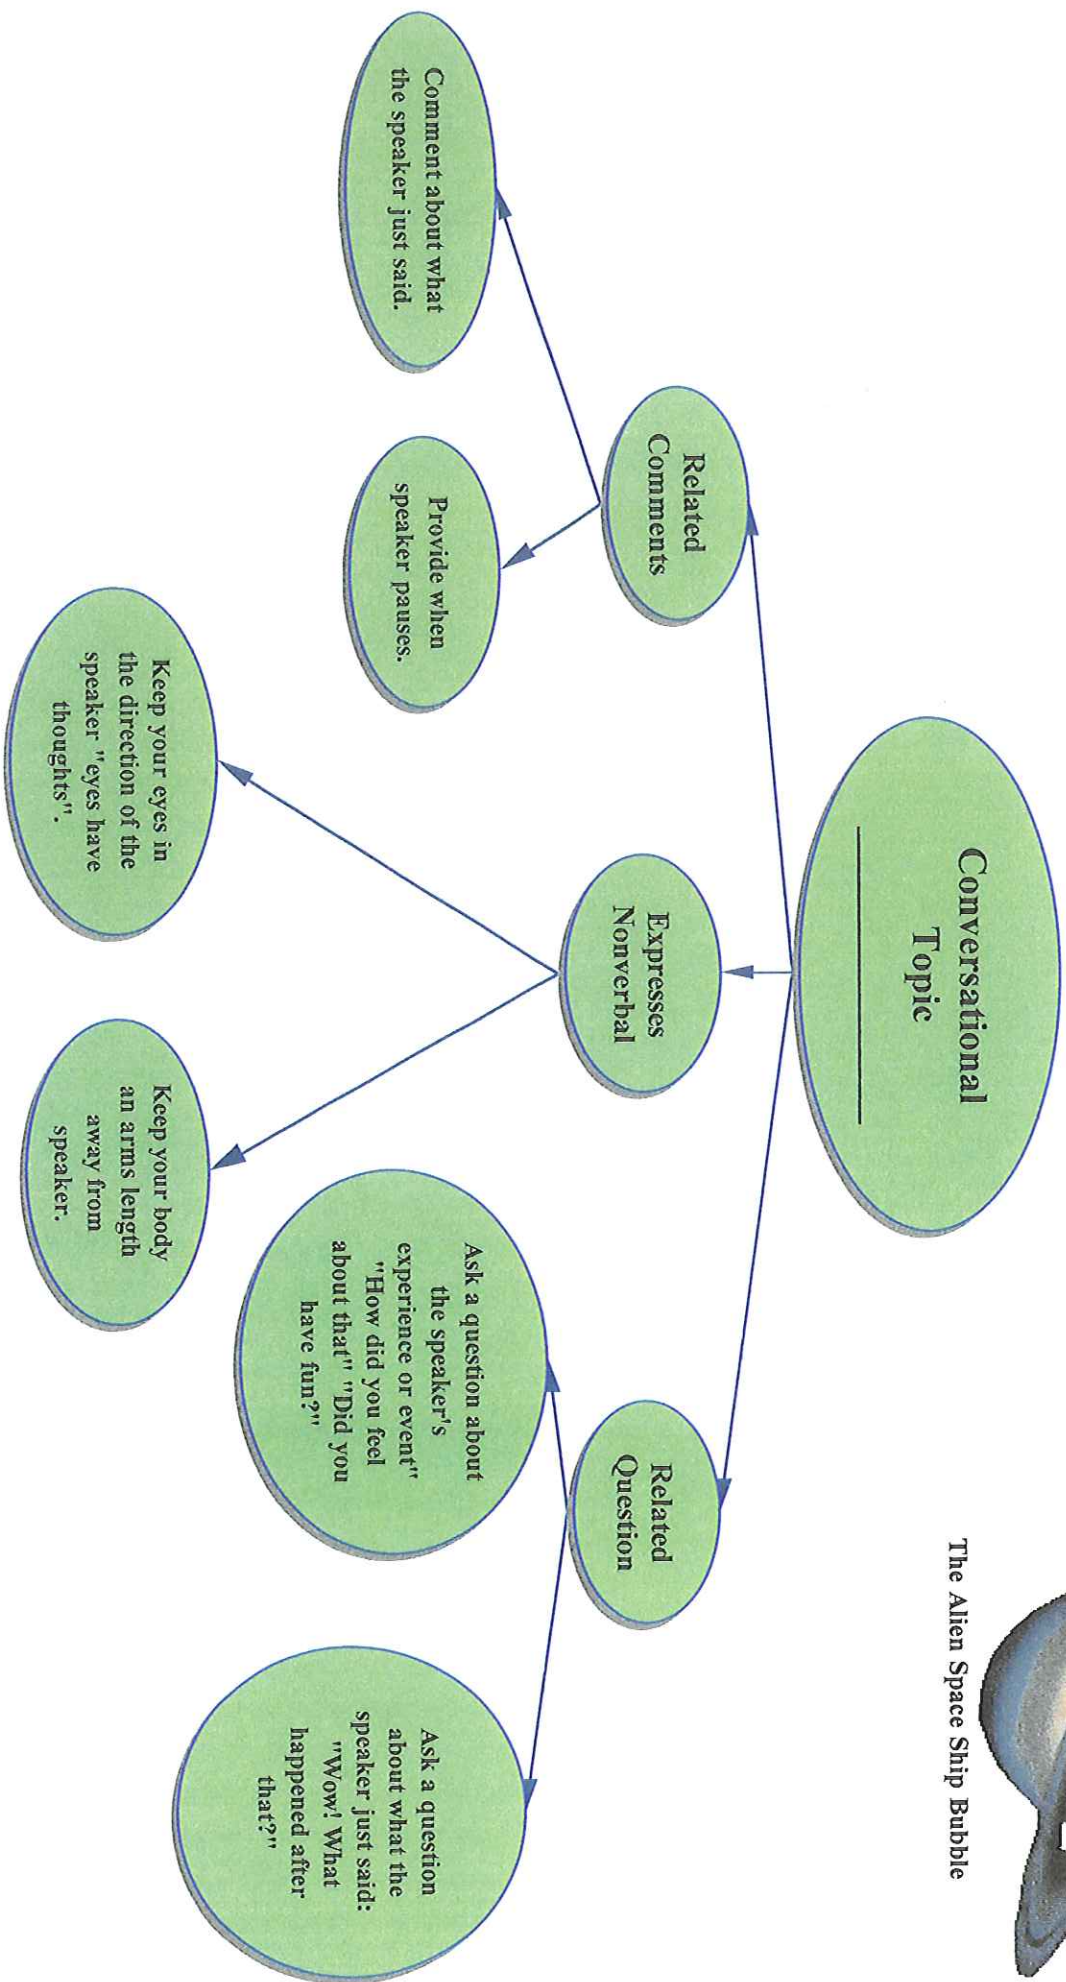 The Alien Space Ship Bubble
Conversational
Topic
Related
Comments
Expresses
Nonverbal
Related
Question
Comment about what
the speaker just said.
Provide when
speaker pauses.
Keep your eyes in
the direction of the
speaker "eyes have
thoughts".
Keep your body
an arms length
away from
speaker.
Ask a question about
the speaker's
experience or event"
"How did you feel
about that" "Did you
have fun?"
Ask a question
about what the
speaker just said:
"Wow! What
happened after
that?"